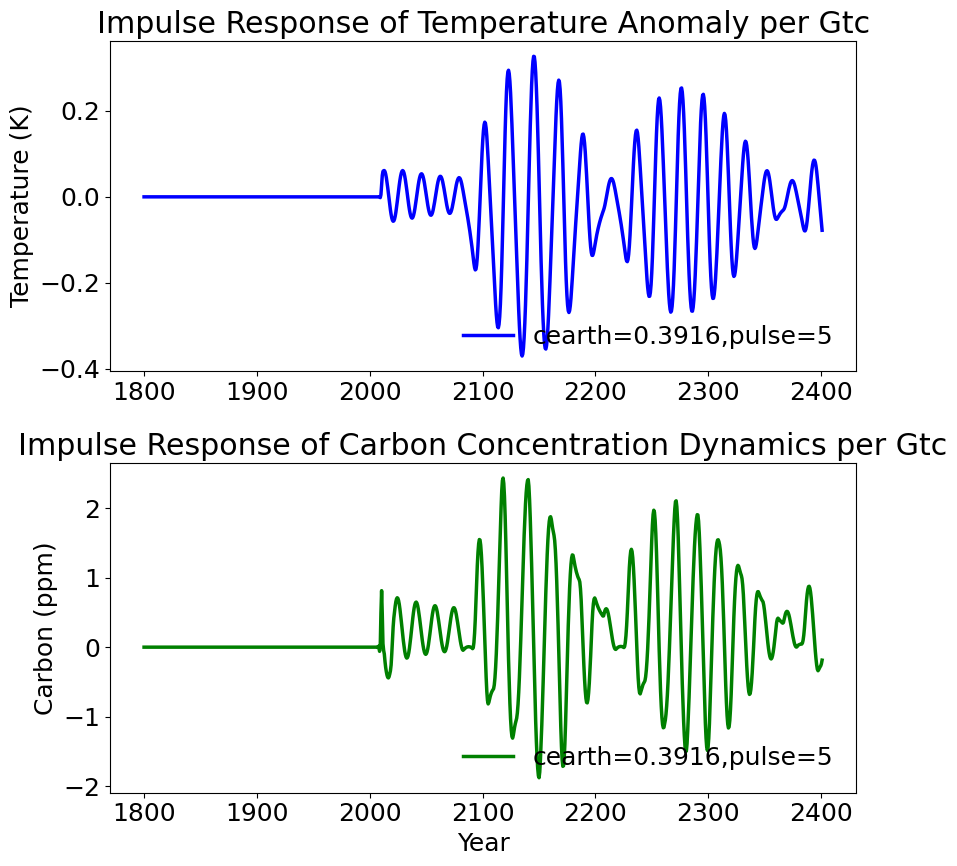 Impulse Response of Temperature Anomaly per Gtc
Temperature (K)
0.2
0.0
−0.2
−0.4
cearth=0.3916,pulse=5
1800 1900 2000 2100 2200 2300 2400
Impulse Response of Carbon Concentration Dynamics per Gtc
Carbon (ppm)
2
1
0
−1
−2
cearth=0.3916,pulse=5
1800 1900 2000 2100 2200 2300 2400
Year